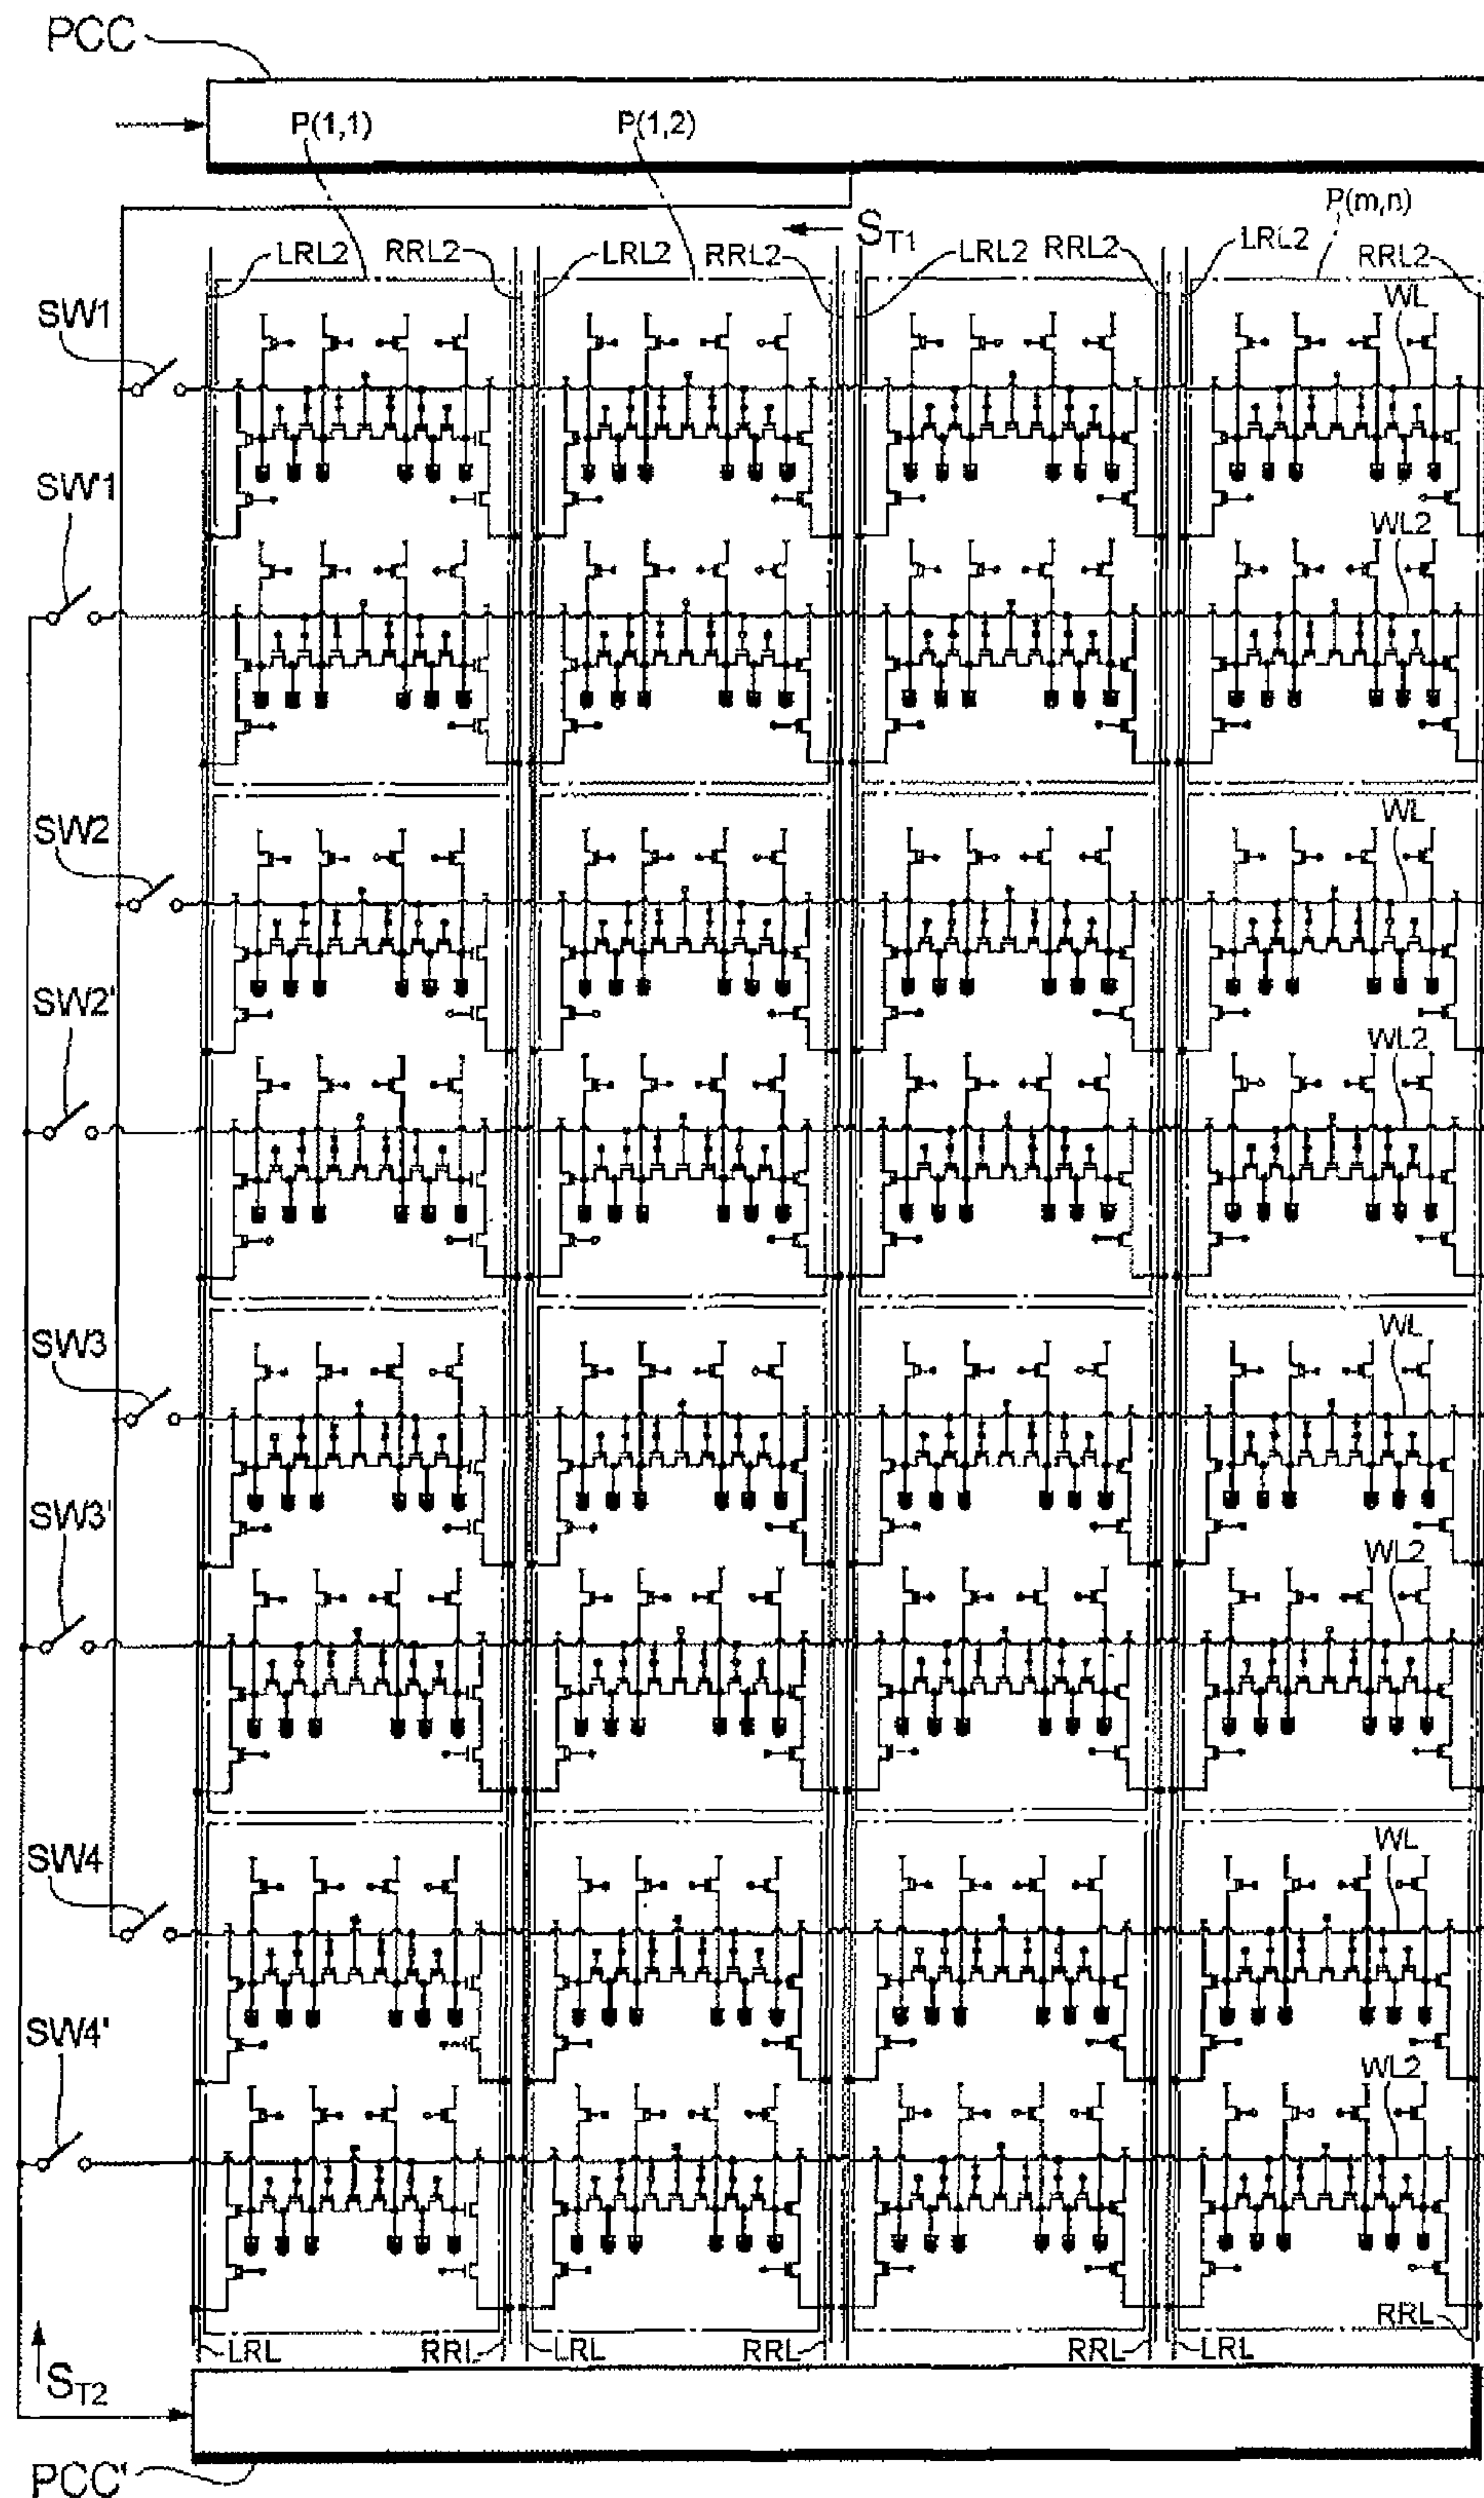 PCC
P(1,1) P(1,2)
P(m,n)
ST1
LRL2 RRL2 LRL2 RRL2 LRL2 RRL2 LRL2 RRL2
SW1 WL
SW'1 WL2
SW2 WL
SW2' WL2
SW3 WL
SW3' WL2
SW4 WL
SW4' WL2
LRL RRL LRL RRL RRL LRL RRL
ST2
PCC'